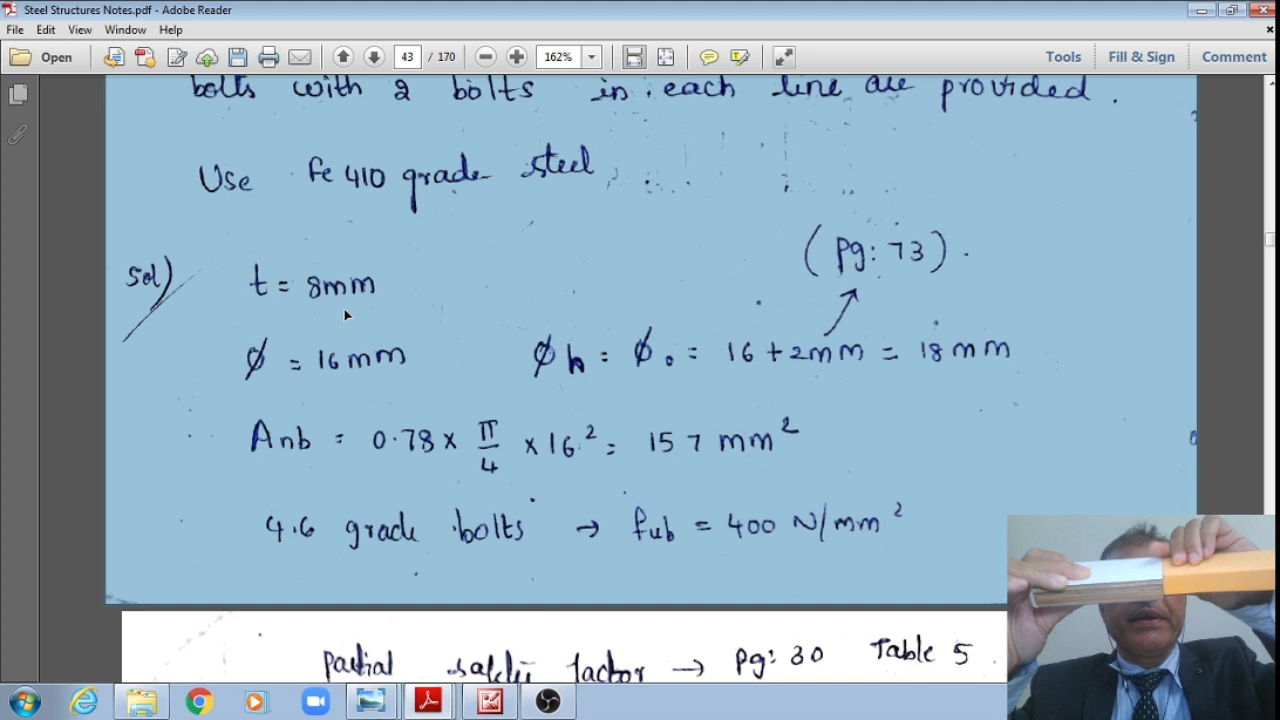 Steel Structures Notes.pdf - Adobe Reader
File Edit View Window Help
Open 43 / 170 162% Tools Fill & Sign Comment
bolts with 2 bolts in each line are provided.
Use Fe 410 grade steel
(pg: 73).
Sol) t = 8mm
ϕ = 16mm ϕh = ϕ0 = 16 + 2mm = 18mm
Anb = 0.78 × π/4 × 16² = 157 mm²
4.6 grade bolts → fub = 400 N/mm²
partial safety factor → pg: 30 Table 5